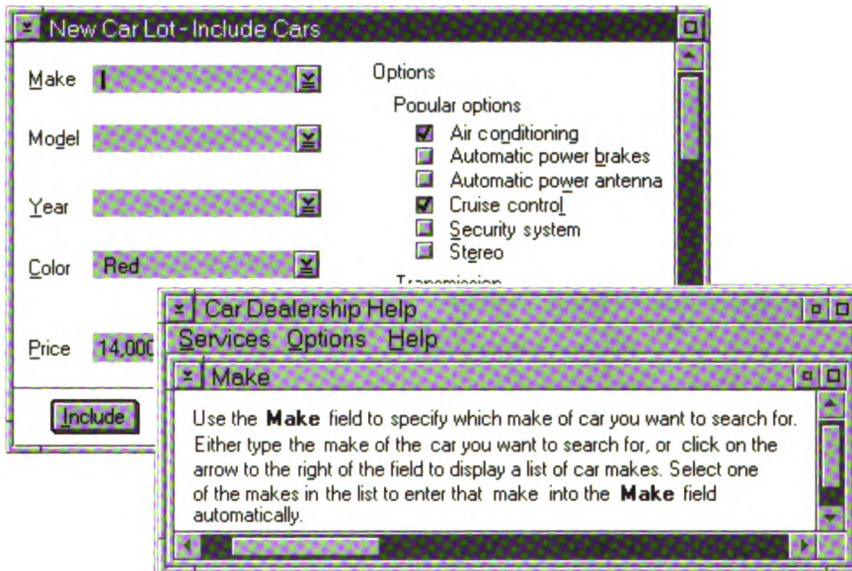 New Car Lot - Include Cars
Make
Model
Year
Color Red
Price 14,000
Include
Options
Popular options
Air conditioning
Automatic power brakes
Automatic power antenna
Cruise control
Security system
Stereo
Transmission
Car Dealership Help
Services Options Help
Make
Use the Make field to specify which make of car you want to search for.
Either type the make of the car you want to search for, or click on the
arrow to the right of the field to display a list of car makes. Select one
of the makes in the list to enter that make into the Make field
automatically.